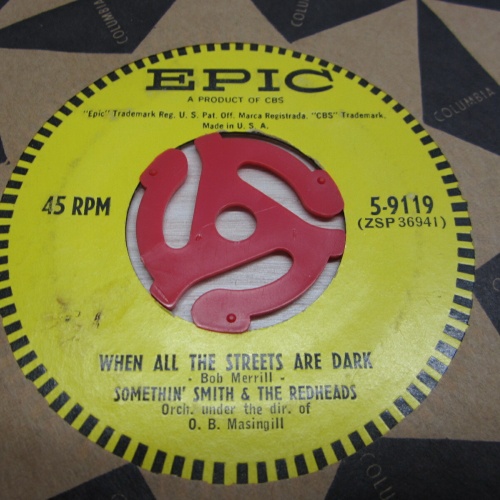 COLUMBIA
COLUMBIA
EPIC
A PRODUCT OF CBS
"Epic" Trademark Reg. U. S. Pat. Off. Marca Registrada. "CBS" Trademark.
Made in U. S. A.
45 RPM
5-9119
(ZSP 36941)
WHEN ALL THE STREETS ARE DARK
- Bob Merrill -
SOMETHIN' SMITH & THE REDHEADS
Orch. under the dir. of
O. B. Masingill